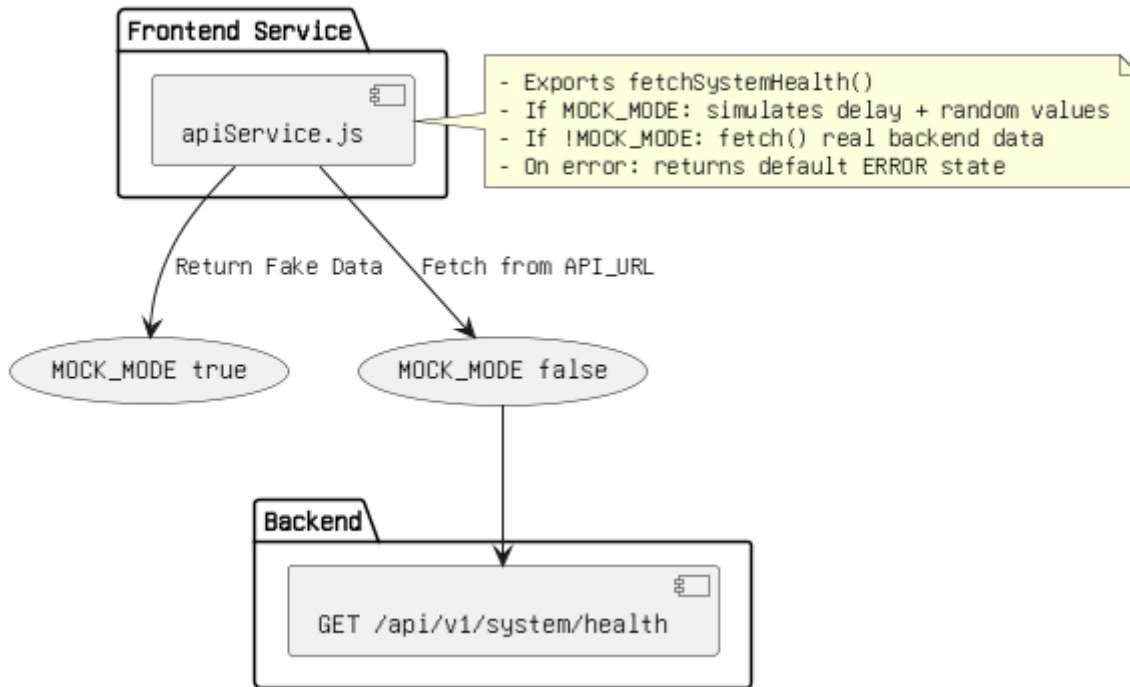 Frontend Service
apiService.js
- Exports fetchSystemHealth()
- If MOCK_MODE: simulates delay + random values
- If !MOCK_MODE: fetch() real backend data
- On error: returns default ERROR state
Return Fake Data
Fetch from API_URL
MOCK_MODE true
MOCK_MODE false
Backend
GET /api/v1/system/health